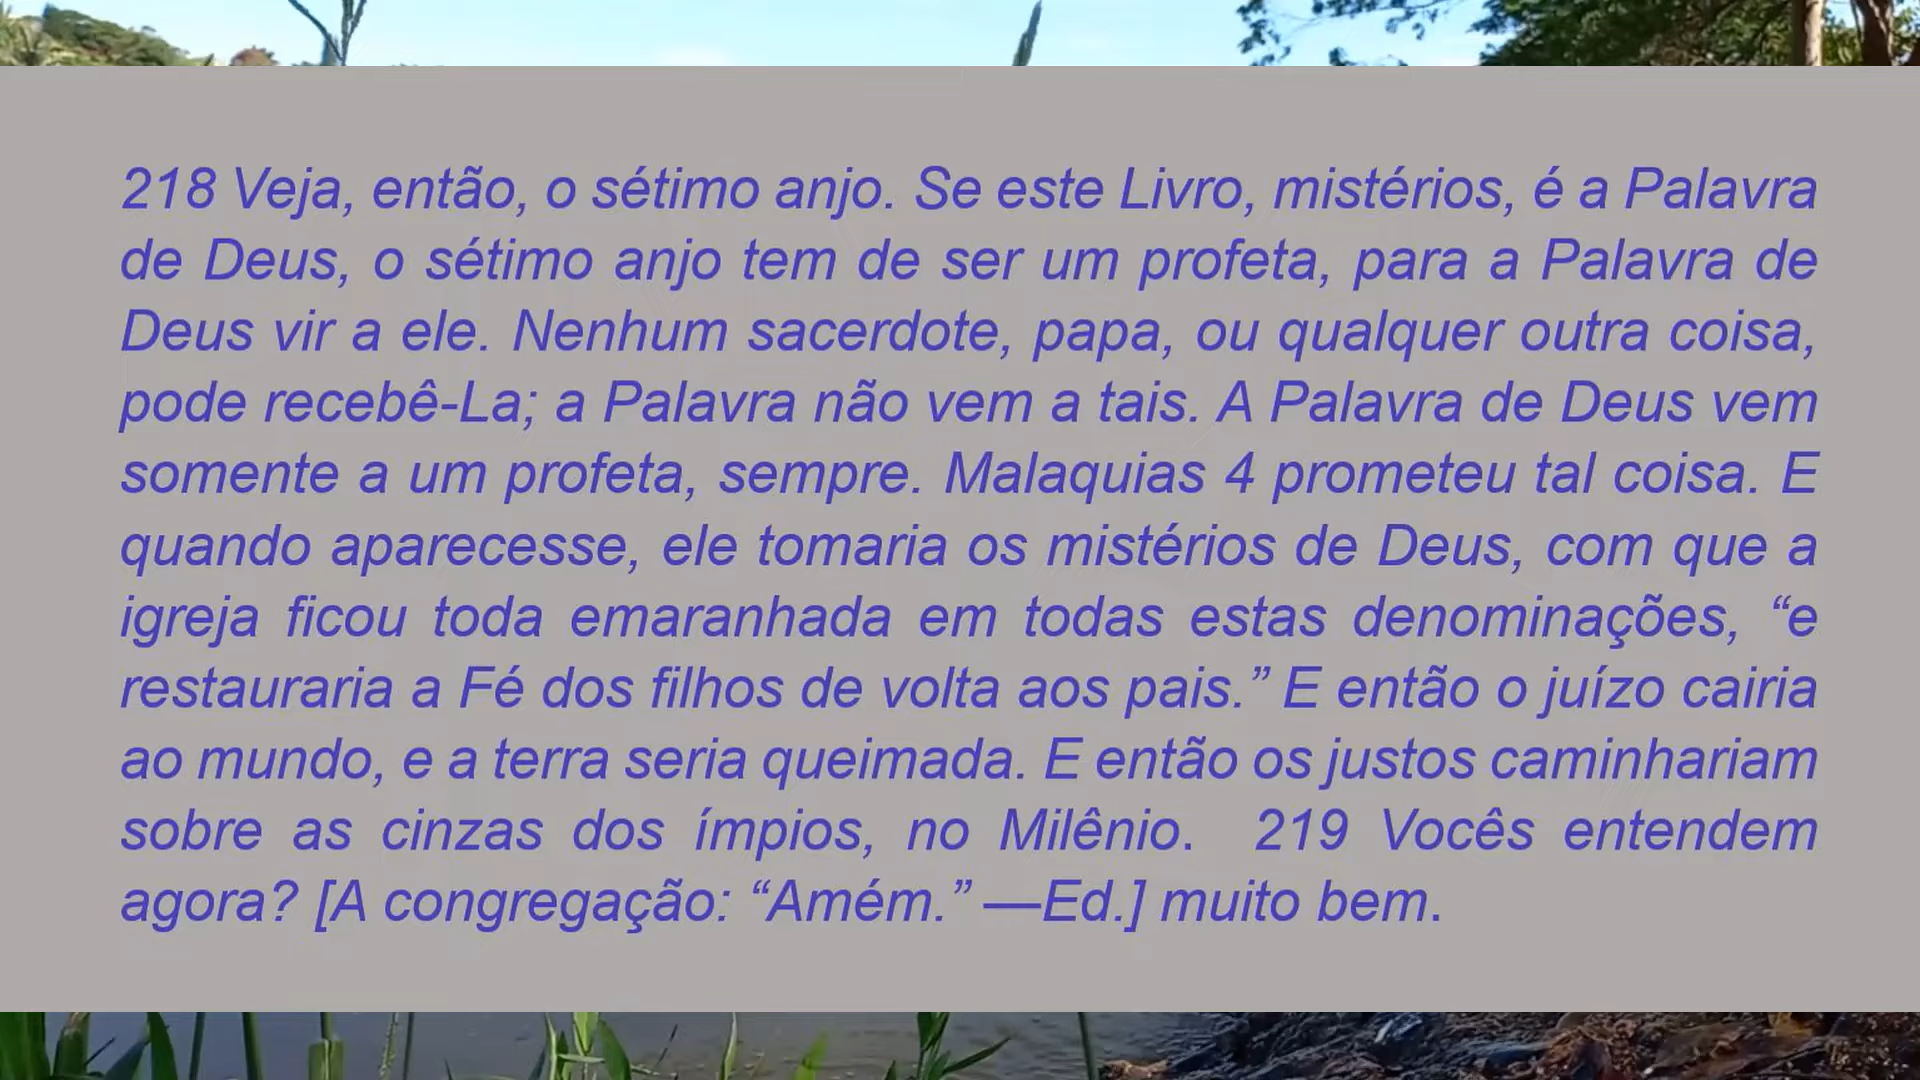 218 Veja, então, o sétimo anjo. Se este Livro, mistérios, é a Palavra
de Deus, o sétimo anjo tem de ser um profeta, para a Palavra de
Deus vir a ele. Nenhum sacerdote, papa, ou qualquer outra coisa,
pode recebê-La; a Palavra não vem a tais. A Palavra de Deus vem
somente a um profeta, sempre. Malaquias 4 prometeu tal coisa. E
quando aparecesse, ele tomaria os mistérios de Deus, com que a
igreja ficou toda emaranhada em todas estas denominações, “e
restauraria a Fé dos filhos de volta aos pais.” E então o juízo cairia
ao mundo, e a terra seria queimada. E então os justos caminhariam
sobre as cinzas dos ímpios, no Milênio. 219 Vocês entendem
agora? [A congregação: “Amém.” —Ed.] muito bem.